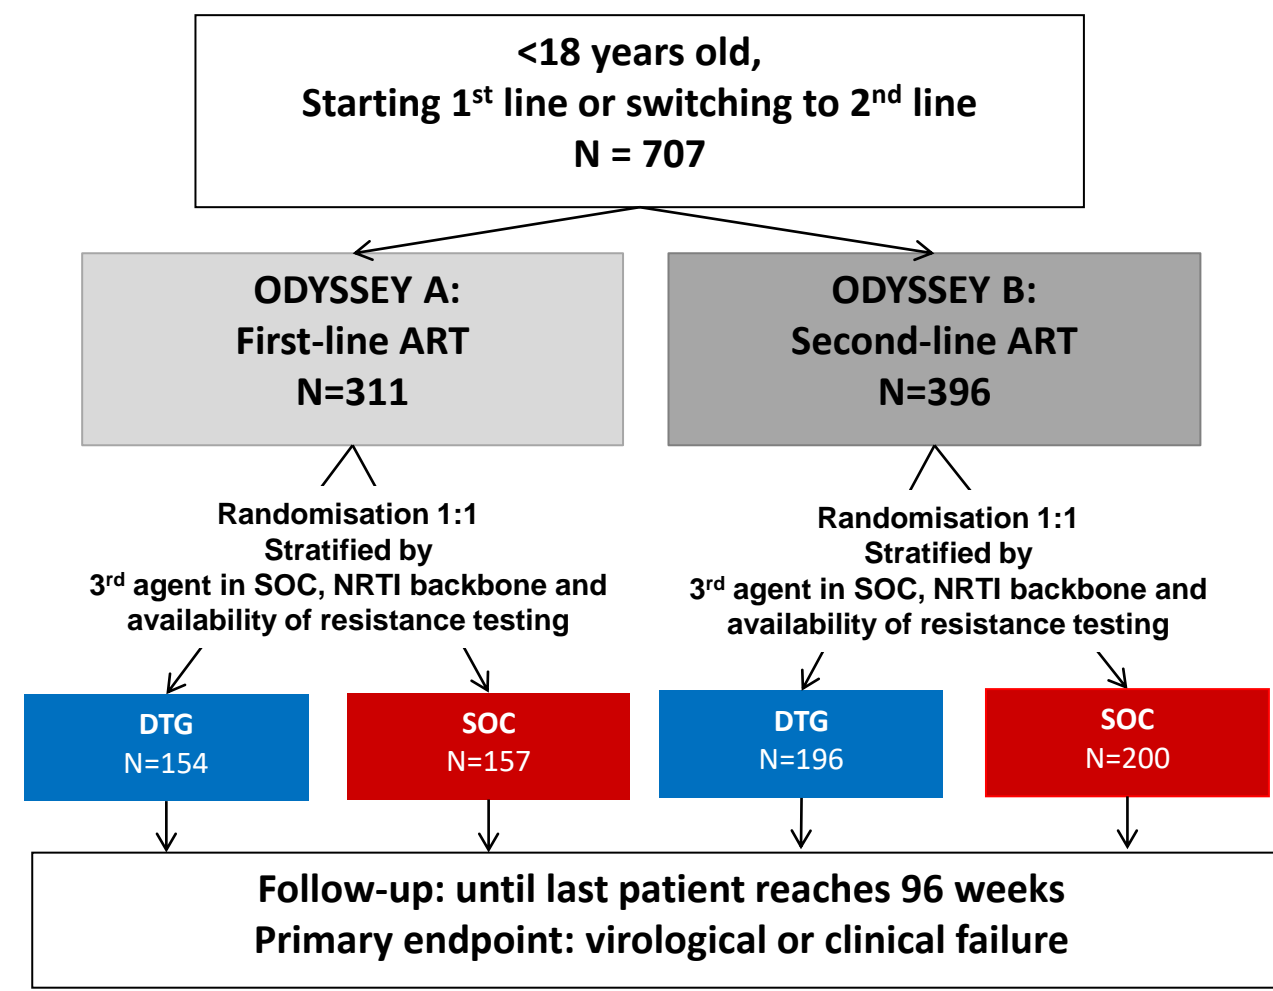 <18 years old,
Starting 1st line or switching to 2nd line
N = 707
ODYSSEY A:
First-line ART
N=311
ODYSSEY B:
Second-line ART
N=396
Randomisation 1:1
Stratified by
3rd agent in SOC, NRTI backbone and
availability of resistance testing
Randomisation 1:1
Stratified by
3rd agent in SOC, NRTI backbone and
availability of resistance testing
DTG
N=154
SOC
N=157
DTG
N=196
SOC
N=200
Follow-up: until last patient reaches 96 weeks
Primary endpoint: virological or clinical failure